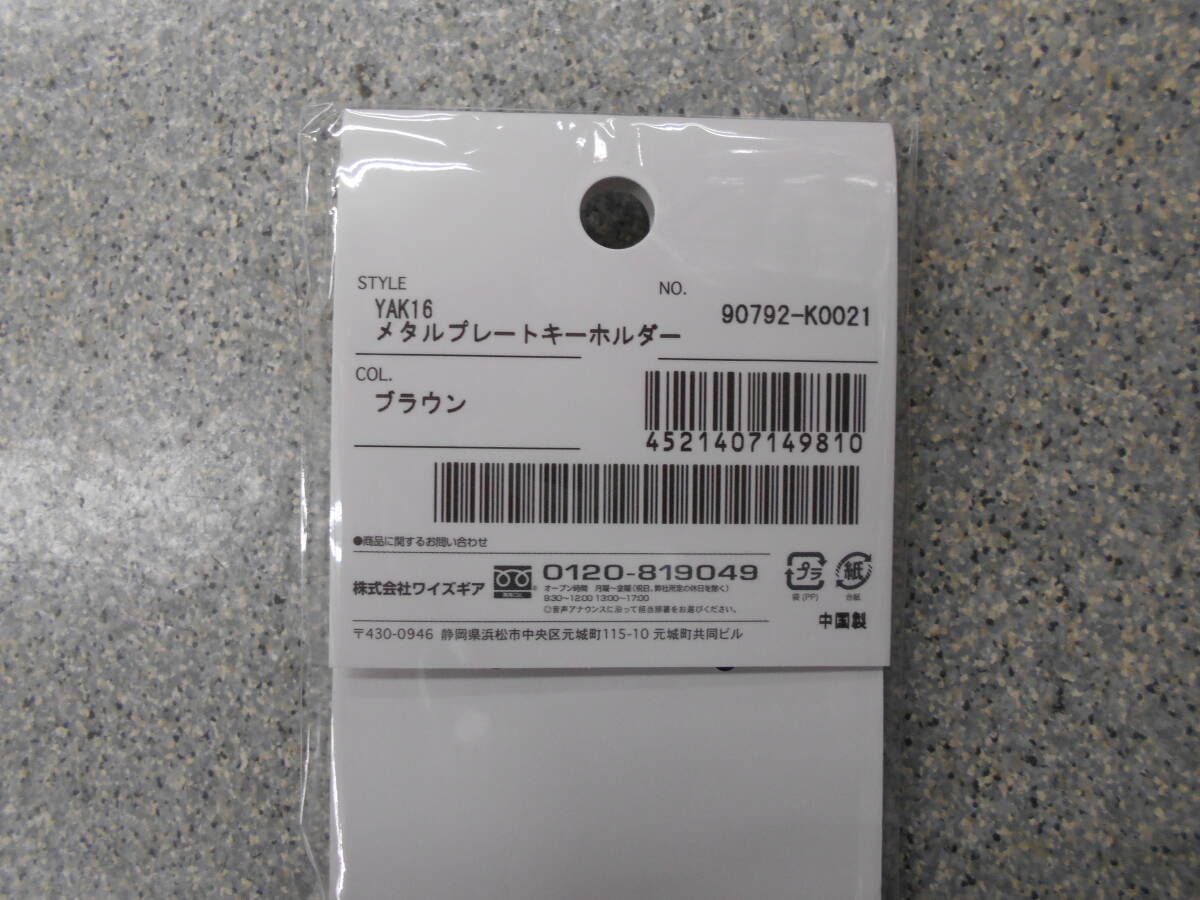 STYLE
YAK16
メタルプレートキーホルダー
NO.
90792-K0021
COL.
ブラウン
4521407149810
●商品に関するお問い合わせ
株式会社ワイズギア
0120-819049
オープン時間 月曜〜金曜(祝日、弊社所定の休日を除く)
8:30〜12:00 13:00〜17:00
◎音声アナウンスに沿って担当部署をお選びください。
〒430-0946 静岡県浜松市中央区元城町115-10 元城町共同ビル
プラ
袋(PP)
紙
台紙
中国製